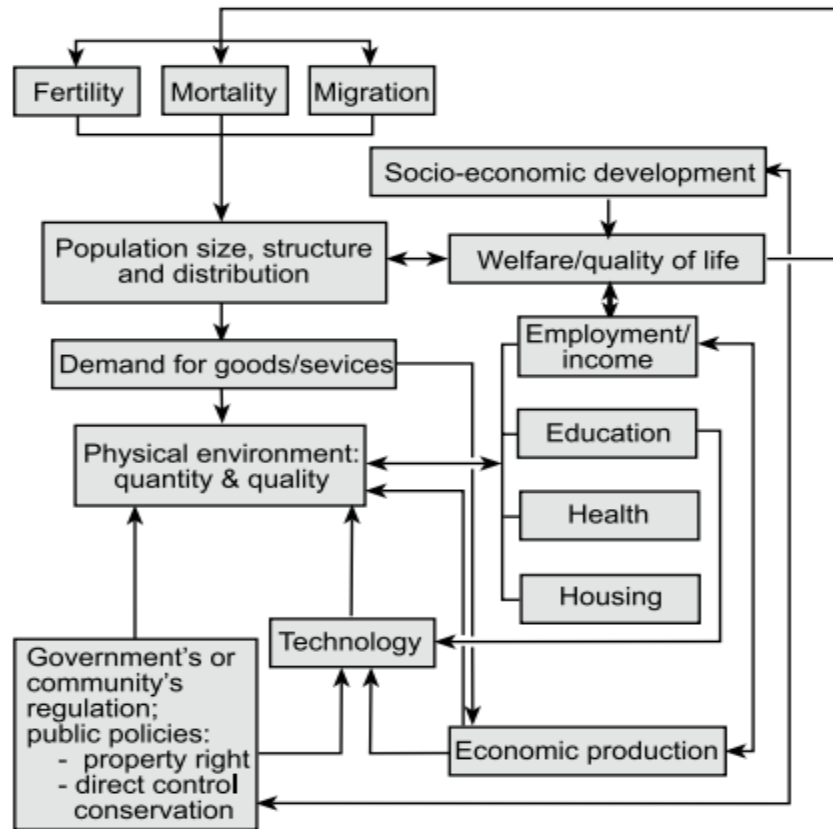 Fertility
Mortality
Migration
Socio-economic development
Population size, structure
and distribution
Welfare/quality of life
Demand for goods/sevices
Employment/
income
Physical environment:
quantity & quality
Education
Health
Housing
Technology
Government's or
community's
regulation;
public policies:
- property right
- direct control
conservation
Economic production